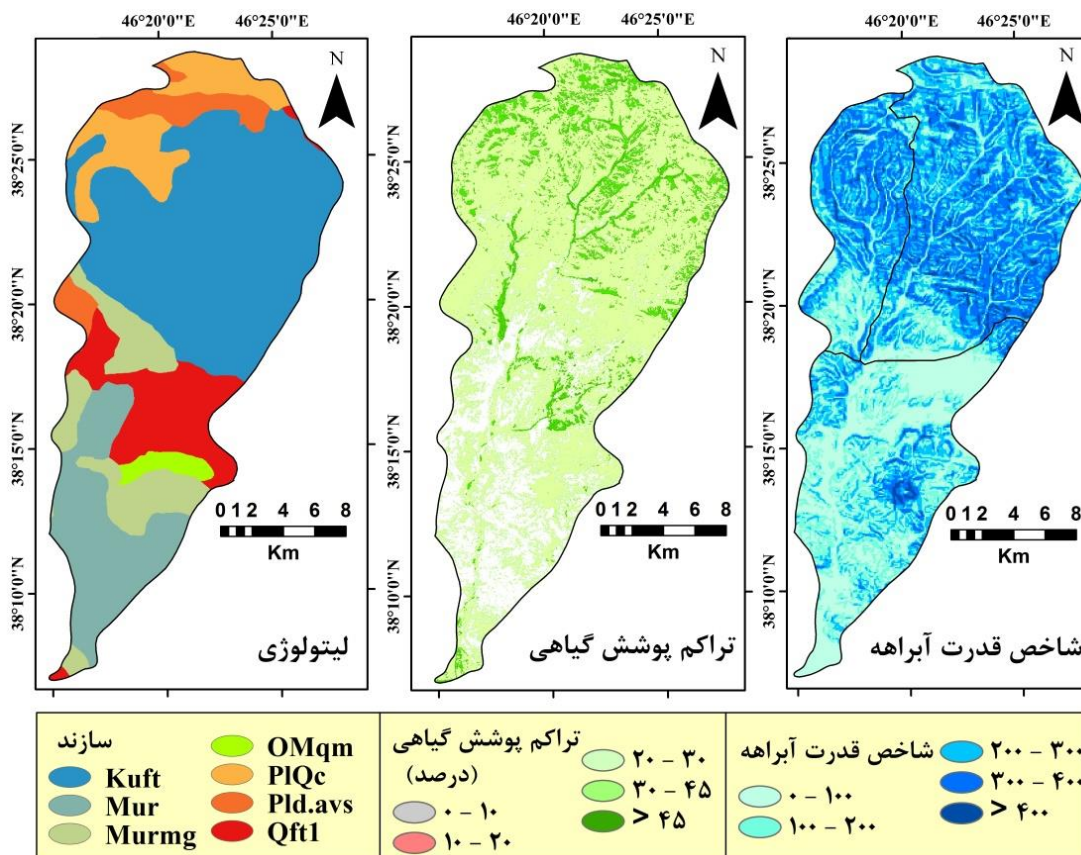 46°20'0"E 46°25'0"E
N
38°25'0"N
38°20'0"N
38°15'0"N
38°10'0"N
0 1 2 4 6 8
Km
لیتولوژی
46°20'0"E 46°25'0"E
N
38°25'0"N
38°20'0"N
38°15'0"N
38°10'0"N
0 1 2 4 6 8
Km
تراکم پوشش گیاهی
46°20'0"E 46°25'0"E
N
38°25'0"N
38°20'0"N
38°15'0"N
38°10'0"N
0 1 2 4 6 8
Km
شاخص قدرت آبراهه
سازند
Kuft
Mur
Murmg
OMqm
PlQc
Pld.avs
Qft1
تراکم پوشش گیاهی
(درصد)
۰ - ۱۰
۱۰ - ۲۰
۲۰ - ۳۰
۳۰ - ۴۵
> ۴۵
شاخص قدرت آبراهه
۰ - ۱۰۰
۱۰۰ - ۲۰۰
۲۰۰ - ۳۰۰
۳۰۰ - ۴۰۰
> ۴۰۰